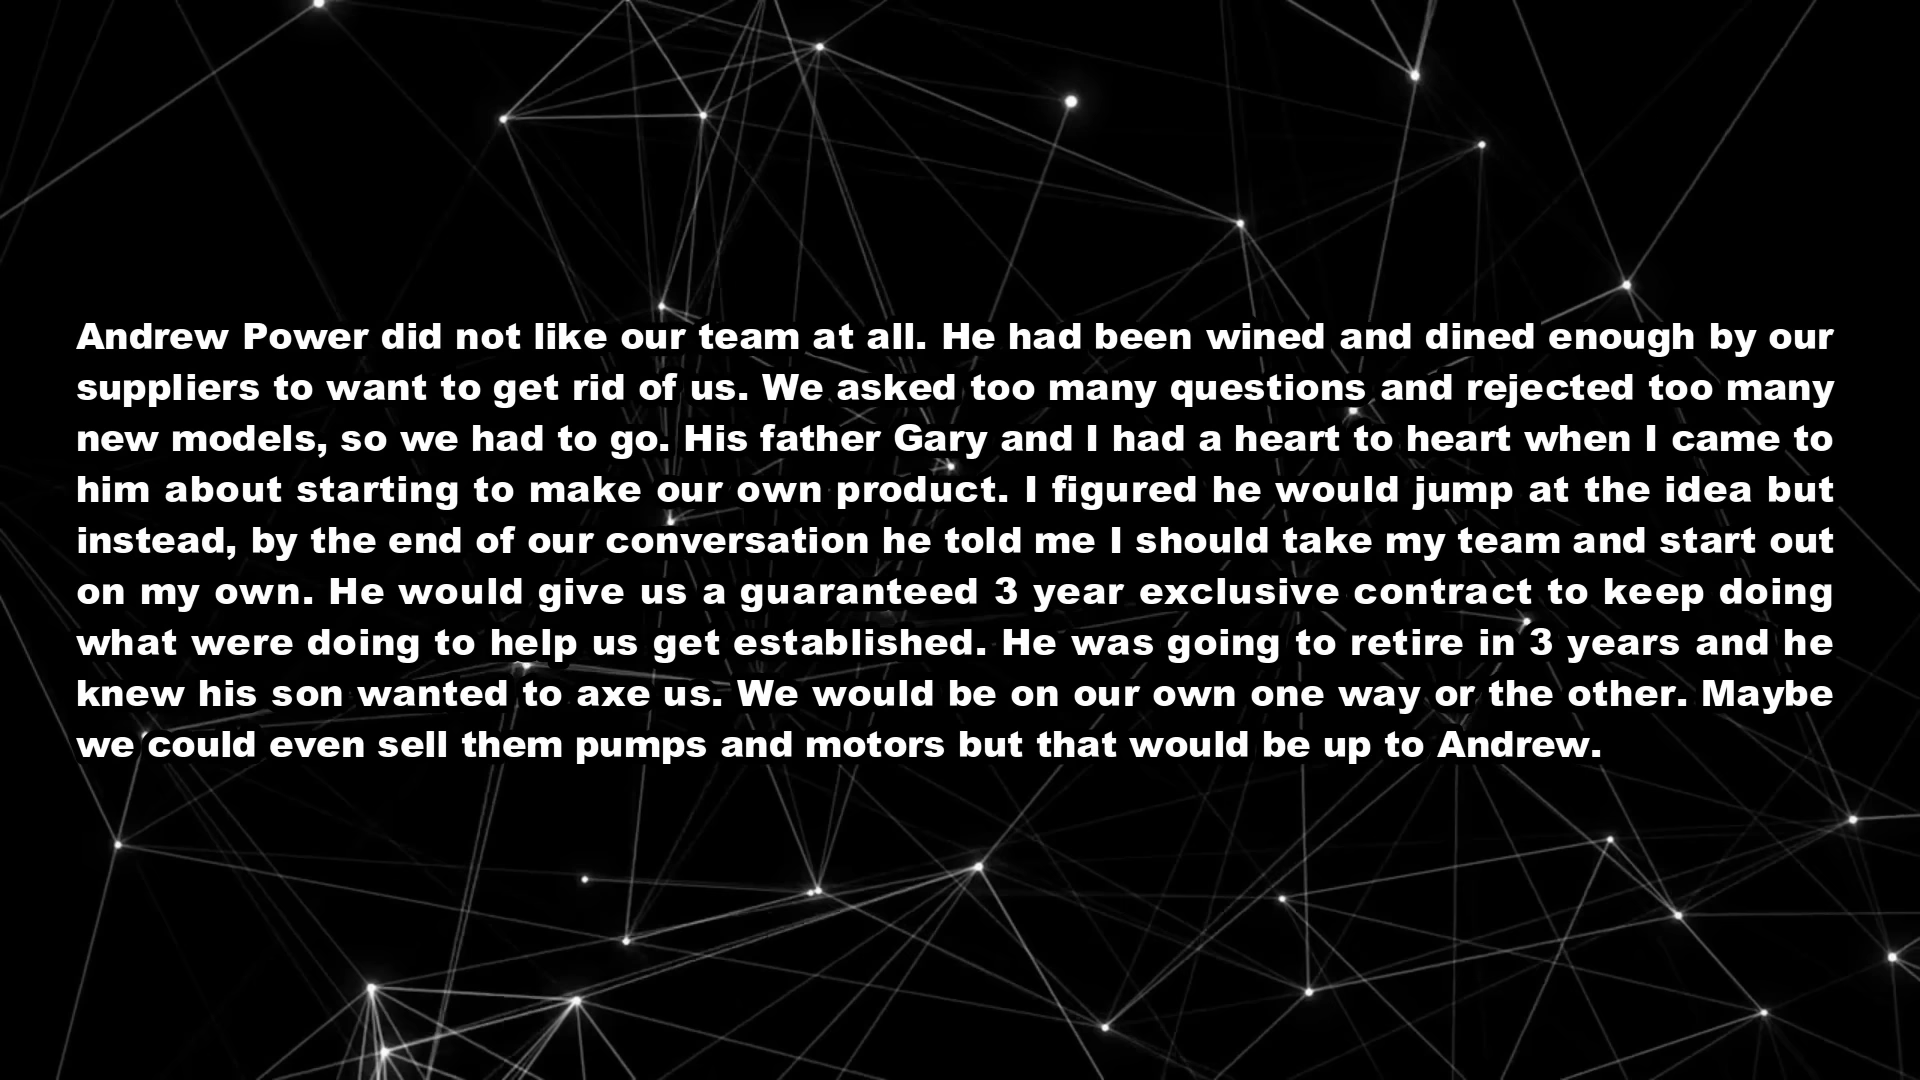 Andrew Power did not like our team at all. He had been wined and dined enough by our
suppliers to want to get rid of us. We asked too many questions and rejected too many
new models, so we had to go. His father Gary and I had a heart to heart when I came to
him about starting to make our own product. I figured he would jump at the idea but
instead, by the end of our conversation he told me I should take my team and start out
on my own. He would give us a guaranteed 3 year exclusive contract to keep doing
what were doing to help us get established. He was going to retire in 3 years and he
knew his son wanted to axe us. We would be on our own one way or the other. Maybe
we could even sell them pumps and motors but that would be up to Andrew.